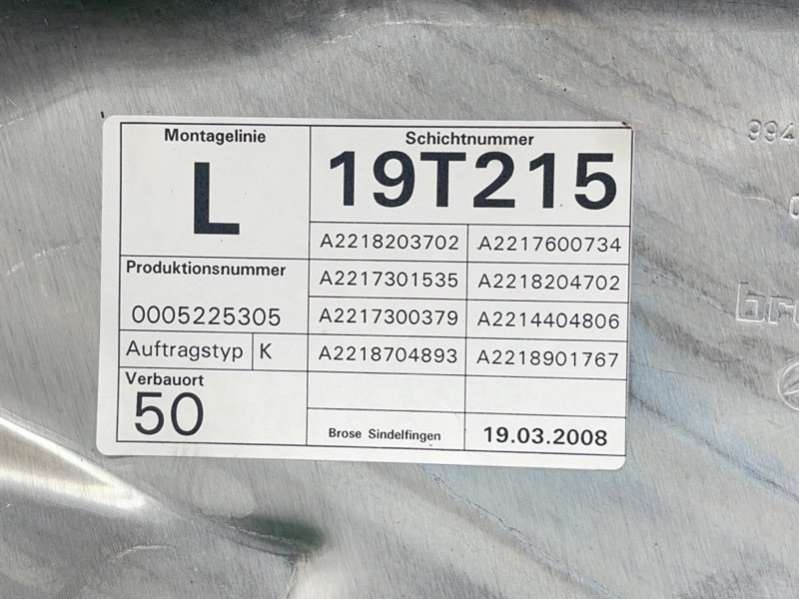 Montagelinie
L
Schichtnummer
19T215
A2218203702 A2217600734
Produktionsnummer
0005225305
A2217301535 A2218204702
A2217300379 A2214404806
Auftragstyp K
A2218704893 A2218901767
Verbauort
50
Brose Sindelfingen 19.03.2008
994